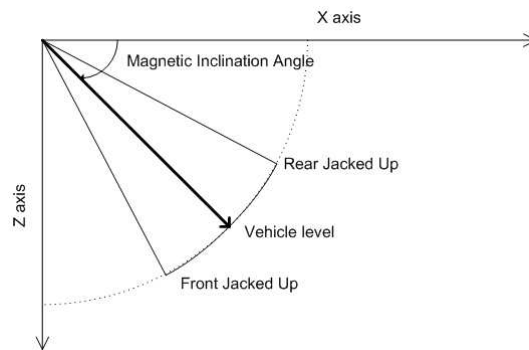 X axis
Magnetic Inclination Angle
Rear Jacked Up
Z axis
Vehicle level
Front Jacked Up